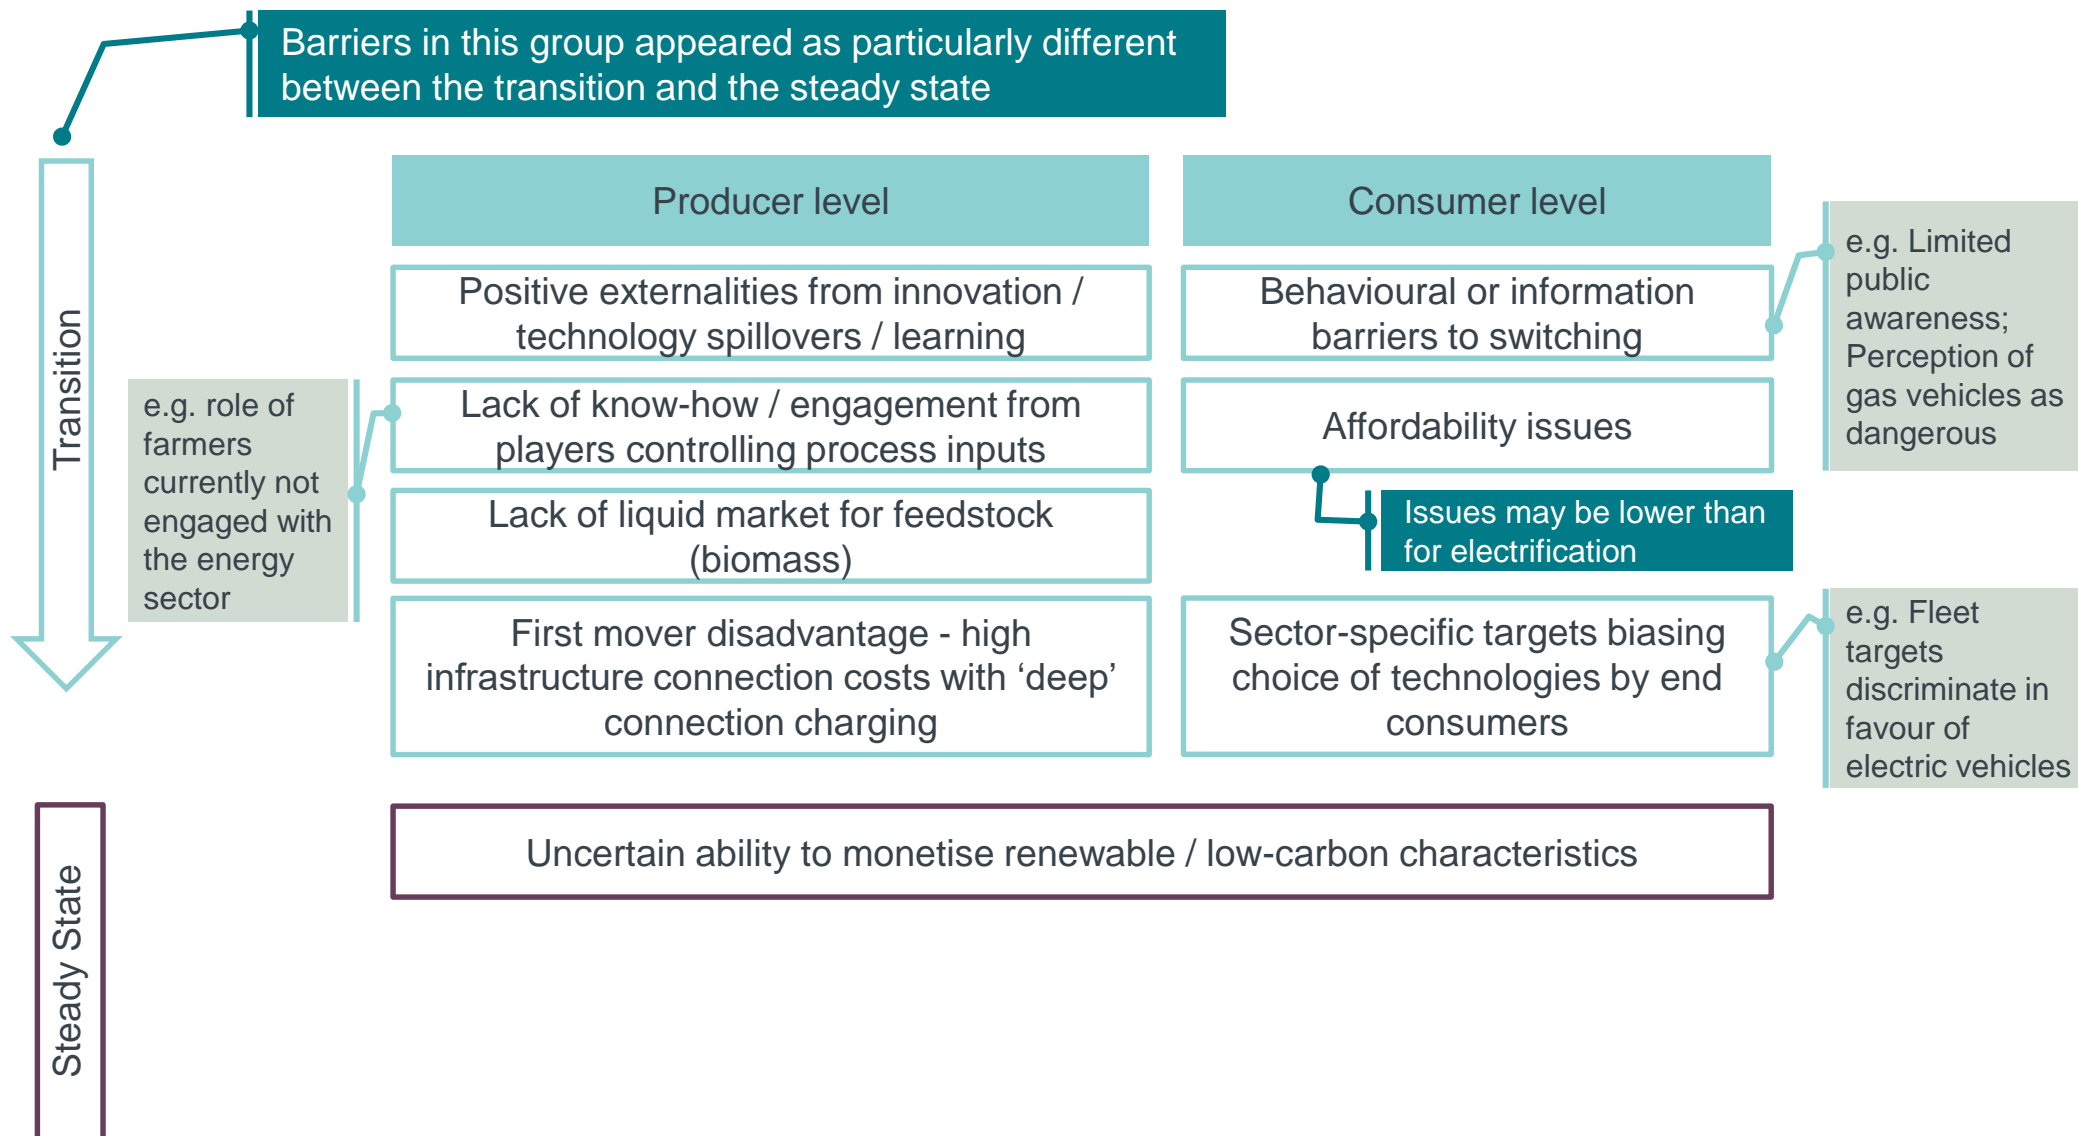 Barriers in this group appeared as particularly different
between the transition and the steady state
Transition
Producer level
Consumer level
Positive externalities from innovation /
technology spillovers / learning
Behavioural or information
barriers to switching
e.g. Limited
public
awareness;
Perception of
gas vehicles as
dangerous
e.g. role of
farmers
currently not
engaged with
the energy
sector
Lack of know-how / engagement from
players controlling process inputs
Affordability issues
Issues may be lower than
for electrification
Lack of liquid market for feedstock
(biomass)
First mover disadvantage - high
infrastructure connection costs with ‘deep’
connection charging
Sector-specific targets biasing
choice of technologies by end
consumers
e.g. Fleet
targets
discriminate in
favour of
electric vehicles
Steady State
Uncertain ability to monetise renewable / low-carbon characteristics